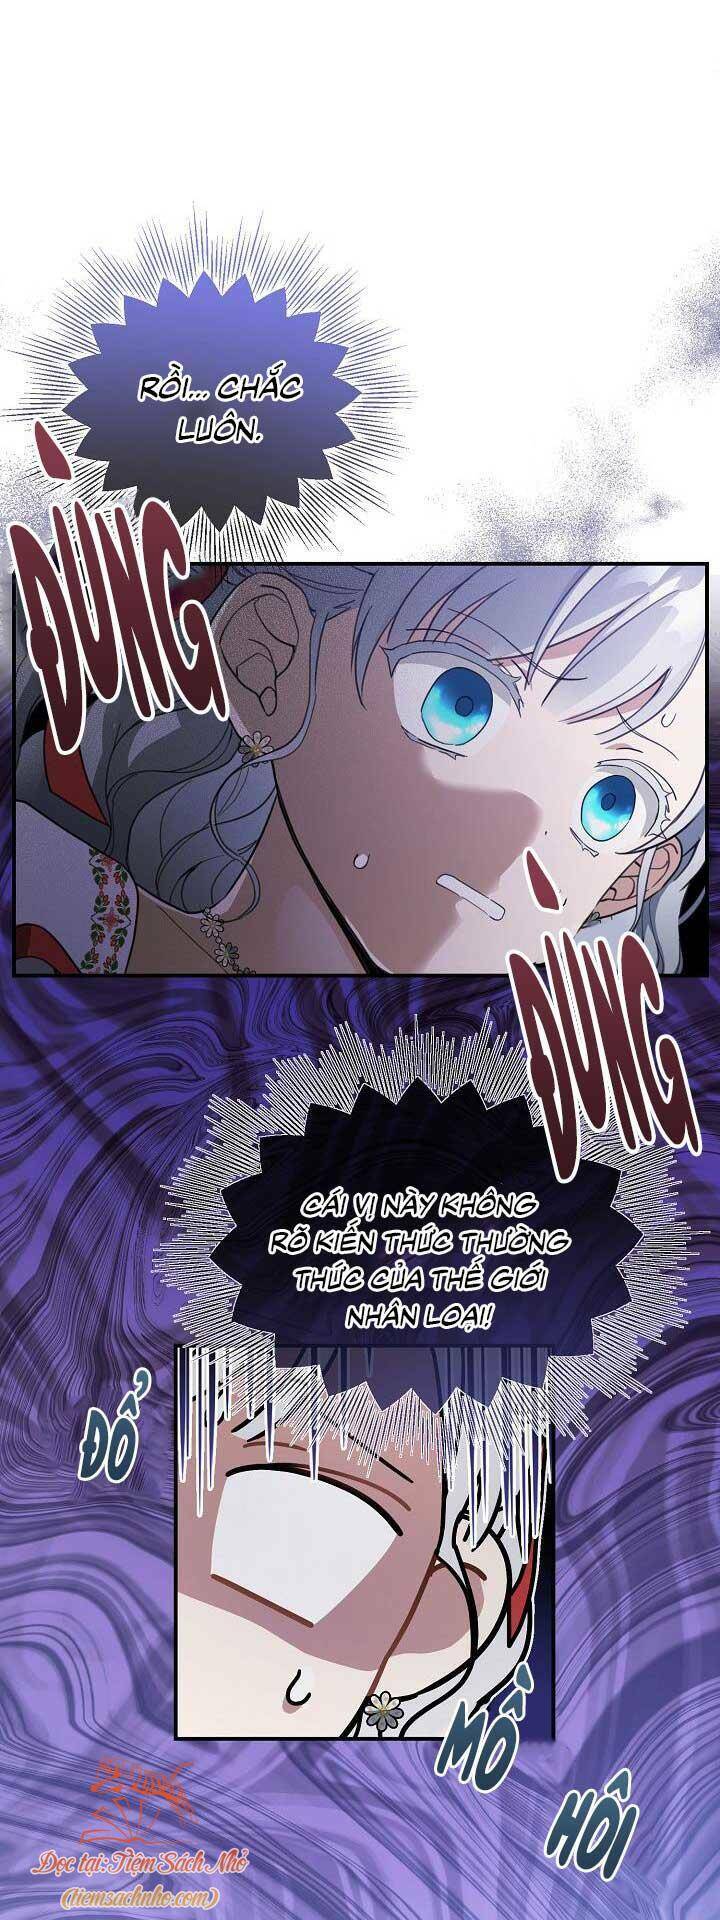 RỒI... CHẮC
LUÔN.
ĐÙNG
ĐÙNG
CÁI VỊ NÀY KHÔNG
RÕ KIẾN THỨC THƯỜNG
THỨC CỦA THẾ GIỚI
NHÂN LOẠI!
ĐỔ
MỒ
HÔI
Đọc tại: Tiệm Sách Nhỏ
(tiemsachnho.com)